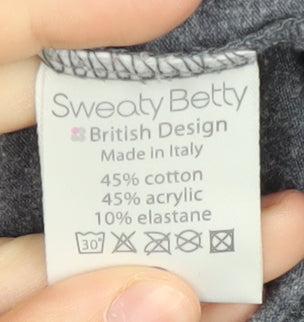 Sweaty Betty
British Design
Made in Italy
45% cotton
45% acrylic
10% elastane
30°